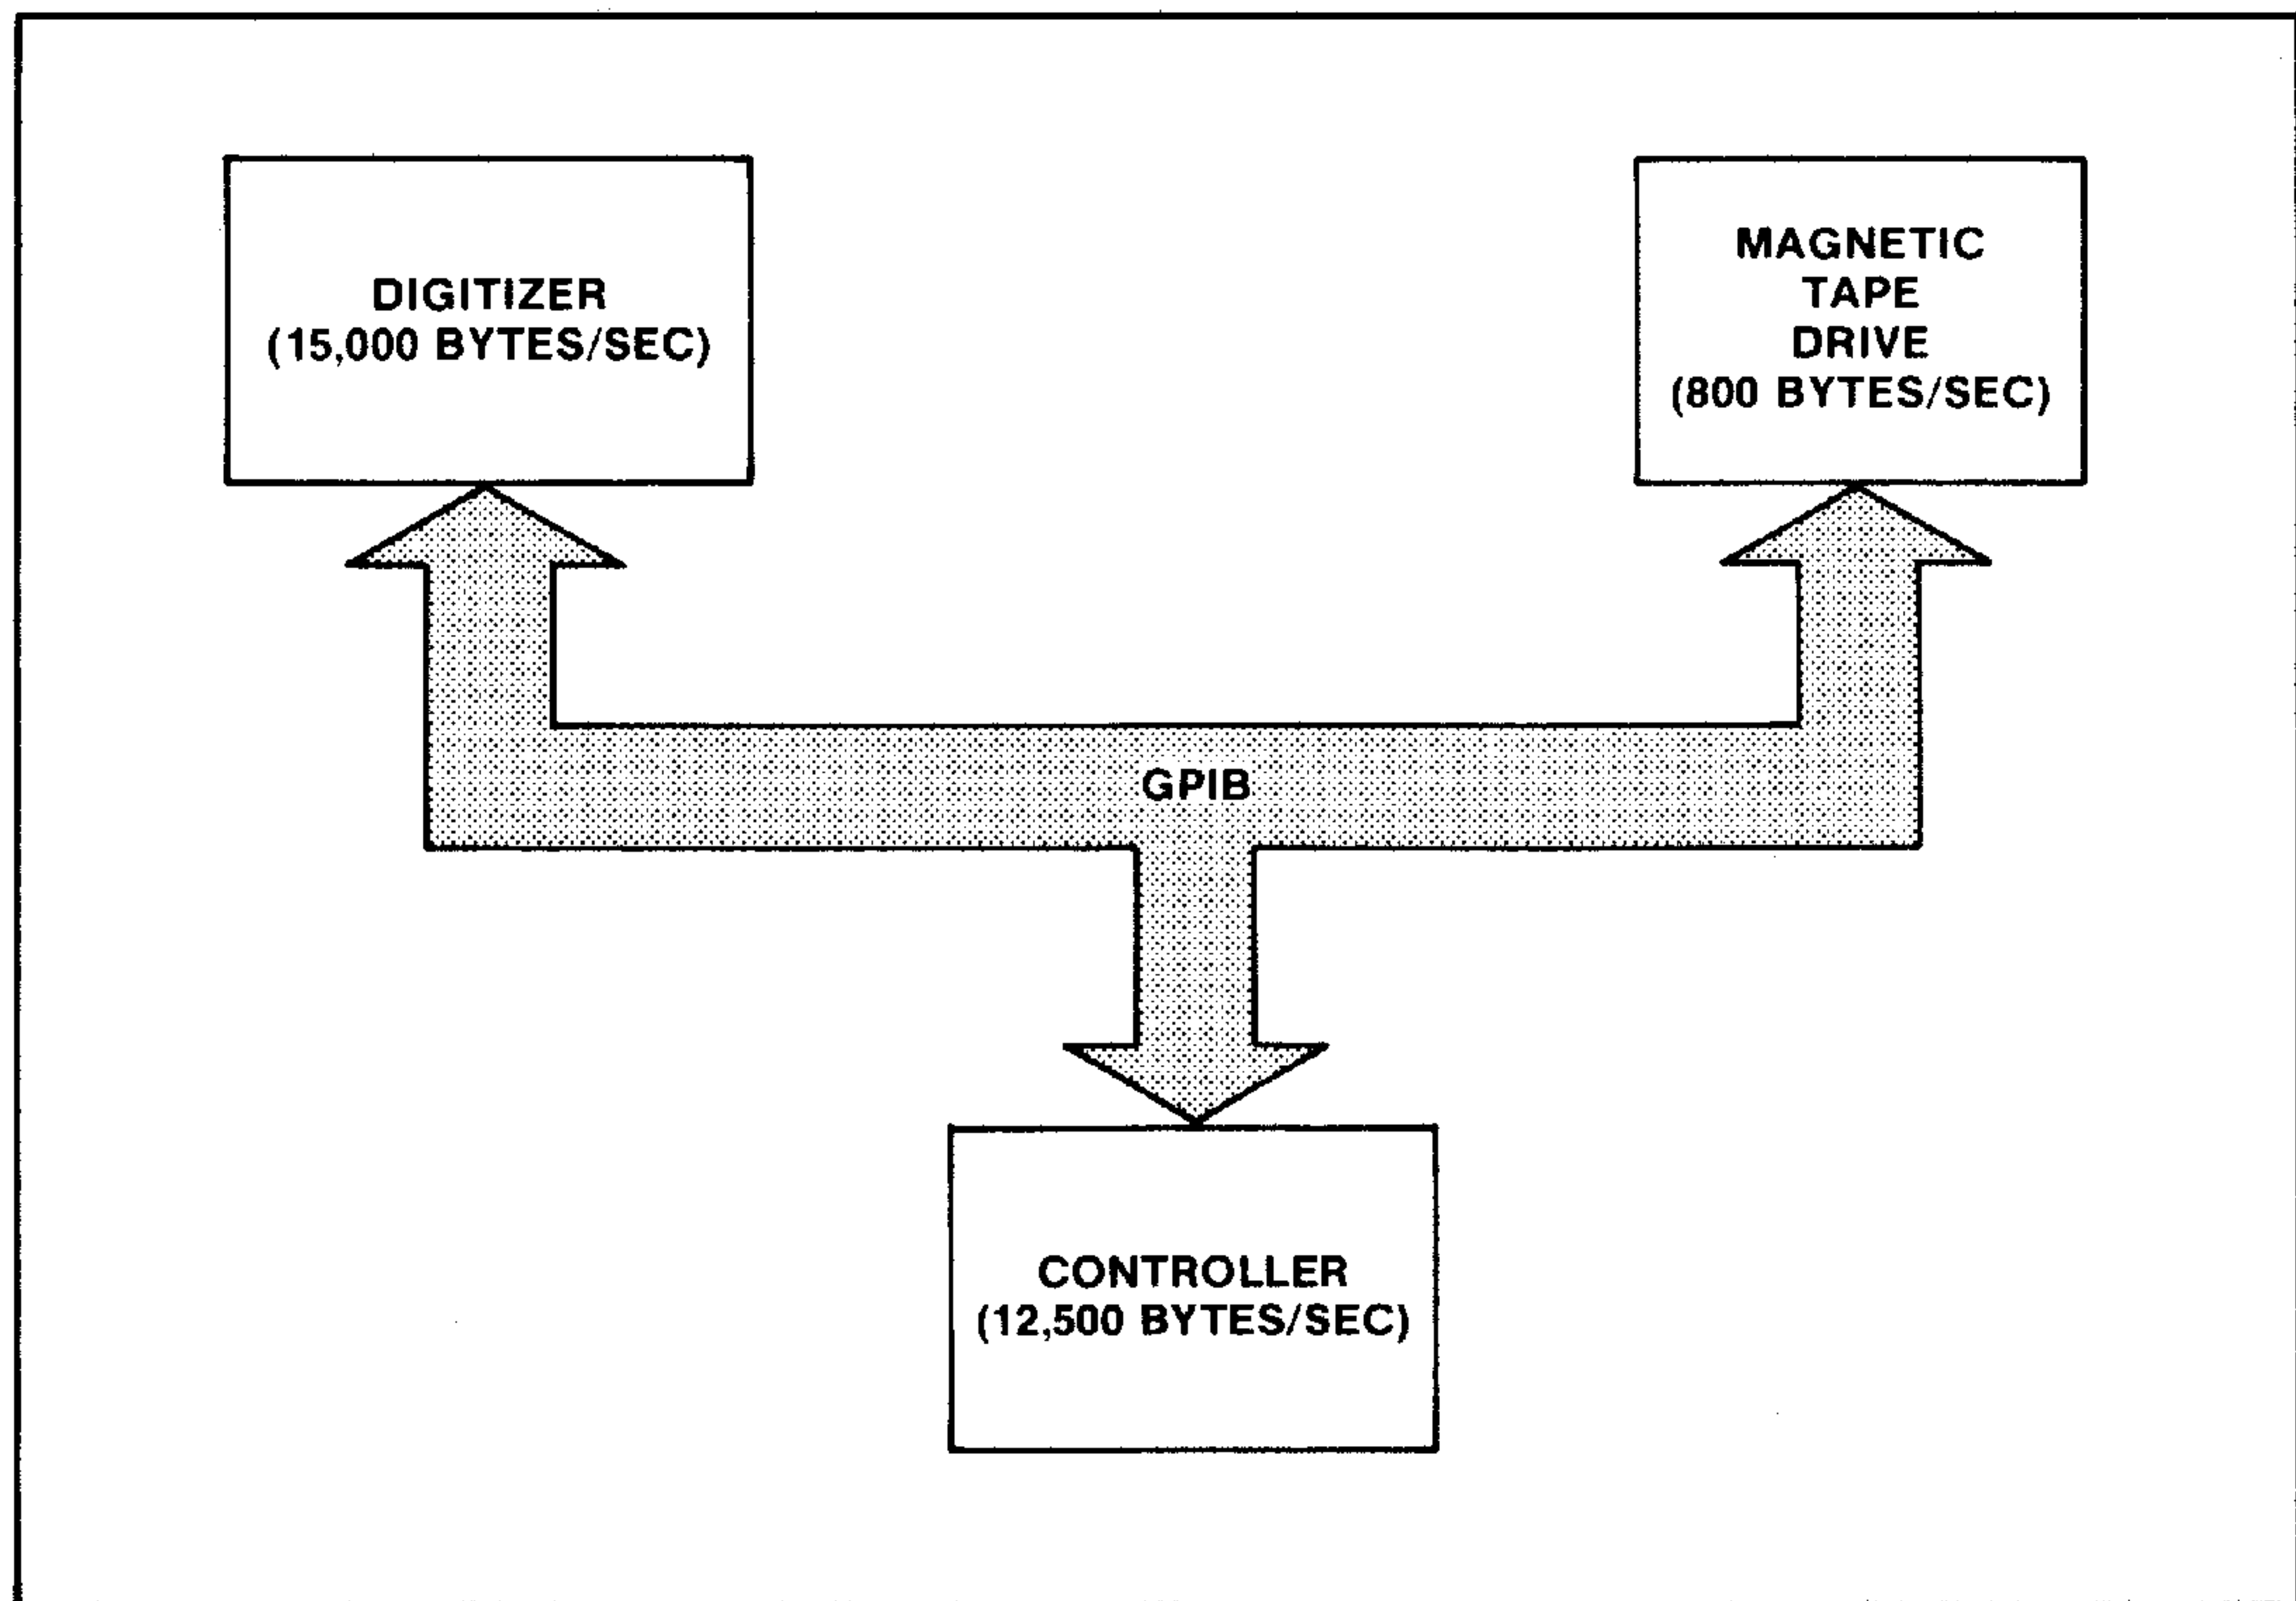 DIGITIZER
(15,000 BYTES/SEC)
MAGNETIC
TAPE
DRIVE
(800 BYTES/SEC)
GPIB
CONTROLLER
(12,500 BYTES/SEC)